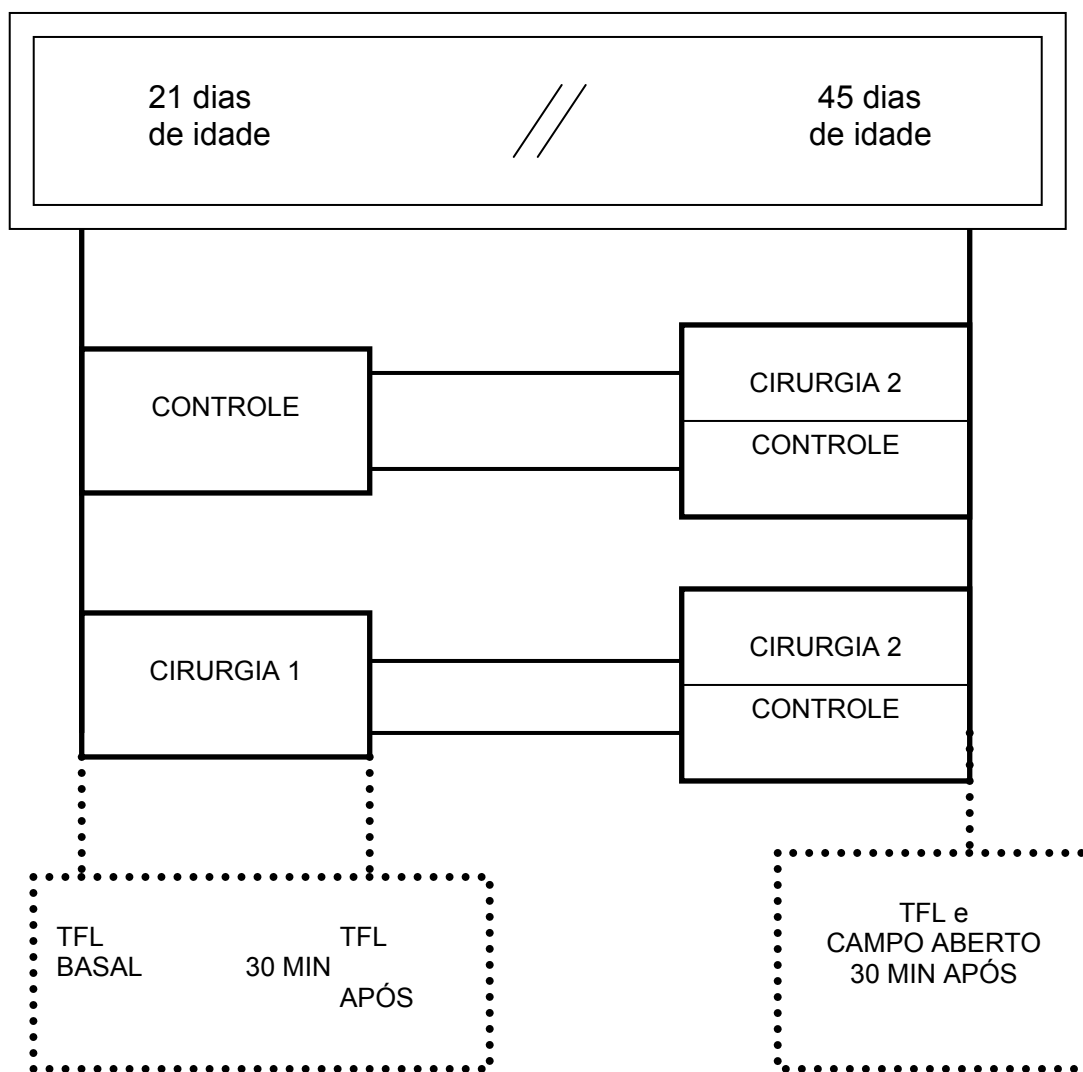 21 dias
de idade
45 dias
de idade
CONTROLE
CIRURGIA 2
CONTROLE
CIRURGIA 1
CIRURGIA 2
CONTROLE
TFL
BASAL
30 MIN
TFL
APÓS
TFL e
CAMPO ABERTO
30 MIN APÓS